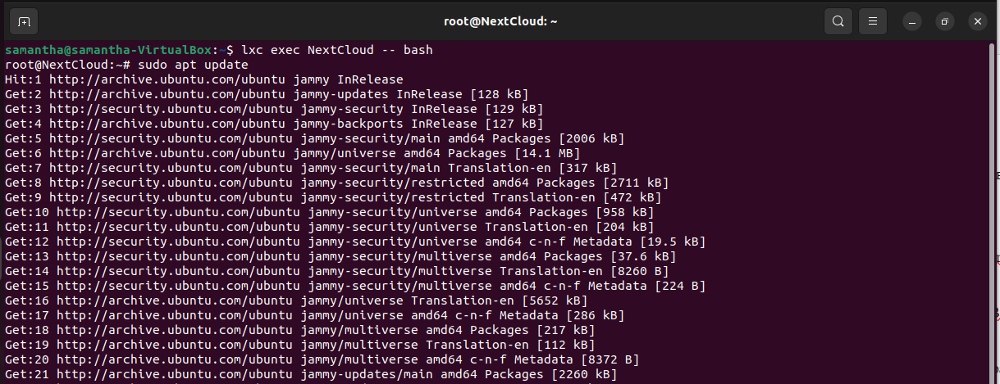 root@NextCloud: ~
samantha@samantha-VirtualBox:~$ lxc exec NextCloud -- bash
root@NextCloud:~# sudo apt update
Hit:1 http://archive.ubuntu.com/ubuntu jammy InRelease
Get:2 http://archive.ubuntu.com/ubuntu jammy-updates InRelease [128 kB]
Get:3 http://security.ubuntu.com/ubuntu jammy-security InRelease [129 kB]
Get:4 http://archive.ubuntu.com/ubuntu jammy-backports InRelease [127 kB]
Get:5 http://security.ubuntu.com/ubuntu jammy-security/main amd64 Packages [2006 kB]
Get:6 http://archive.ubuntu.com/ubuntu jammy/universe amd64 Packages [14.1 MB]
Get:7 http://security.ubuntu.com/ubuntu jammy-security/main Translation-en [317 kB]
Get:8 http://security.ubuntu.com/ubuntu jammy-security/restricted amd64 Packages [2711 kB]
Get:9 http://security.ubuntu.com/ubuntu jammy-security/restricted Translation-en [472 kB]
Get:10 http://security.ubuntu.com/ubuntu jammy-security/universe amd64 Packages [958 kB]
Get:11 http://security.ubuntu.com/ubuntu jammy-security/universe Translation-en [204 kB]
Get:12 http://security.ubuntu.com/ubuntu jammy-security/universe amd64 c-n-f Metadata [19.5 kB]
Get:13 http://security.ubuntu.com/ubuntu jammy-security/multiverse amd64 Packages [37.6 kB]
Get:14 http://security.ubuntu.com/ubuntu jammy-security/multiverse Translation-en [8260 B]
Get:15 http://security.ubuntu.com/ubuntu jammy-security/multiverse amd64 c-n-f Metadata [224 B]
Get:16 http://archive.ubuntu.com/ubuntu jammy/universe Translation-en [5652 kB]
Get:17 http://archive.ubuntu.com/ubuntu jammy/universe amd64 c-n-f Metadata [286 kB]
Get:18 http://archive.ubuntu.com/ubuntu jammy/multiverse amd64 Packages [217 kB]
Get:19 http://archive.ubuntu.com/ubuntu jammy/multiverse Translation-en [112 kB]
Get:20 http://archive.ubuntu.com/ubuntu jammy/multiverse amd64 c-n-f Metadata [8372 B]
Get:21 http://archive.ubuntu.com/ubuntu jammy-updates/main amd64 Packages [2260 kB]